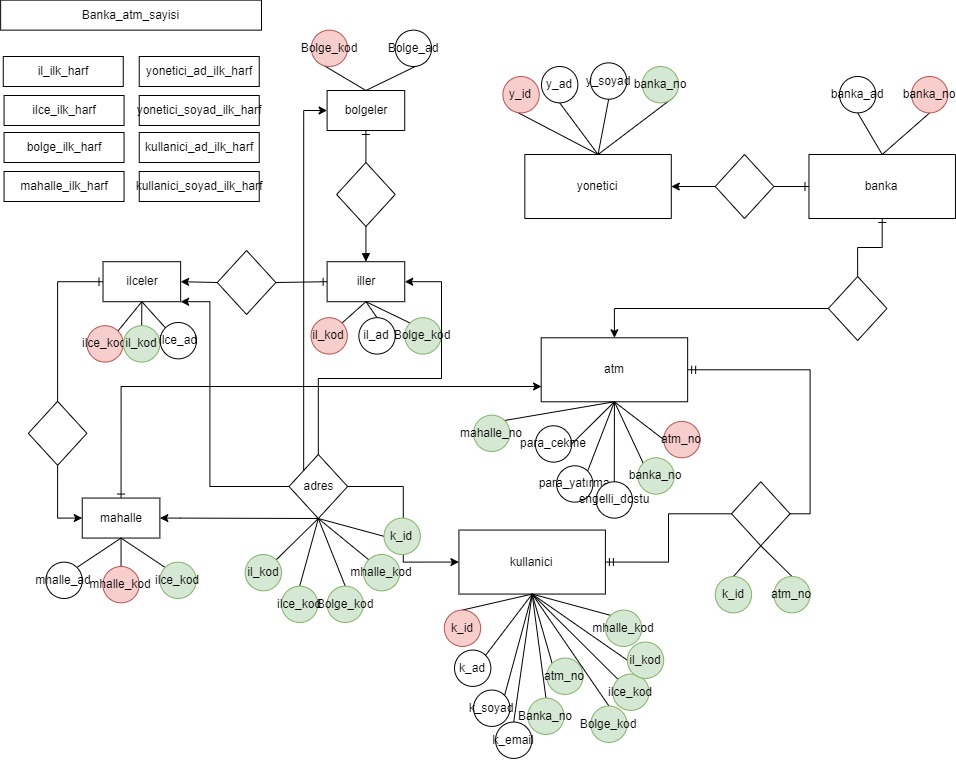 Banka_atm_sayisi
il_ilk_harf
yonetici_ad_ilk_harf
ilce_ilk_harf
yonetici_soyad_ilk_harf
bolge_ilk_harf
kullanici_ad_ilk_harf
mahalle_ilk_harf
kullanici_soyad_ilk_harf
Bolge_kod
Bolge_ad
bolgeler
y_id
y_ad
y_soyad
banka_no
yonetici
banka_ad
banka_no
banka
ilceler
iller
ilce_kod
il_kod
ilce_ad
il_kod
il_ad
Bolge_kod
atm
mahalle_no
para_cekme
para_yatırma
engelli_dostu
banka_no
atm_no
adres
mahalle
mhalle_ad
mhalle_kod
ilce_kod
il_kod
ilce_kod
Bolge_kod
mhalle_kod
k_id
kullanici
k_id
atm_no
k_id
k_ad
k_soyad
k_email
Banka_no
atm_no
Bolge_kod
ilce_kod
il_kod
mhalle_kod